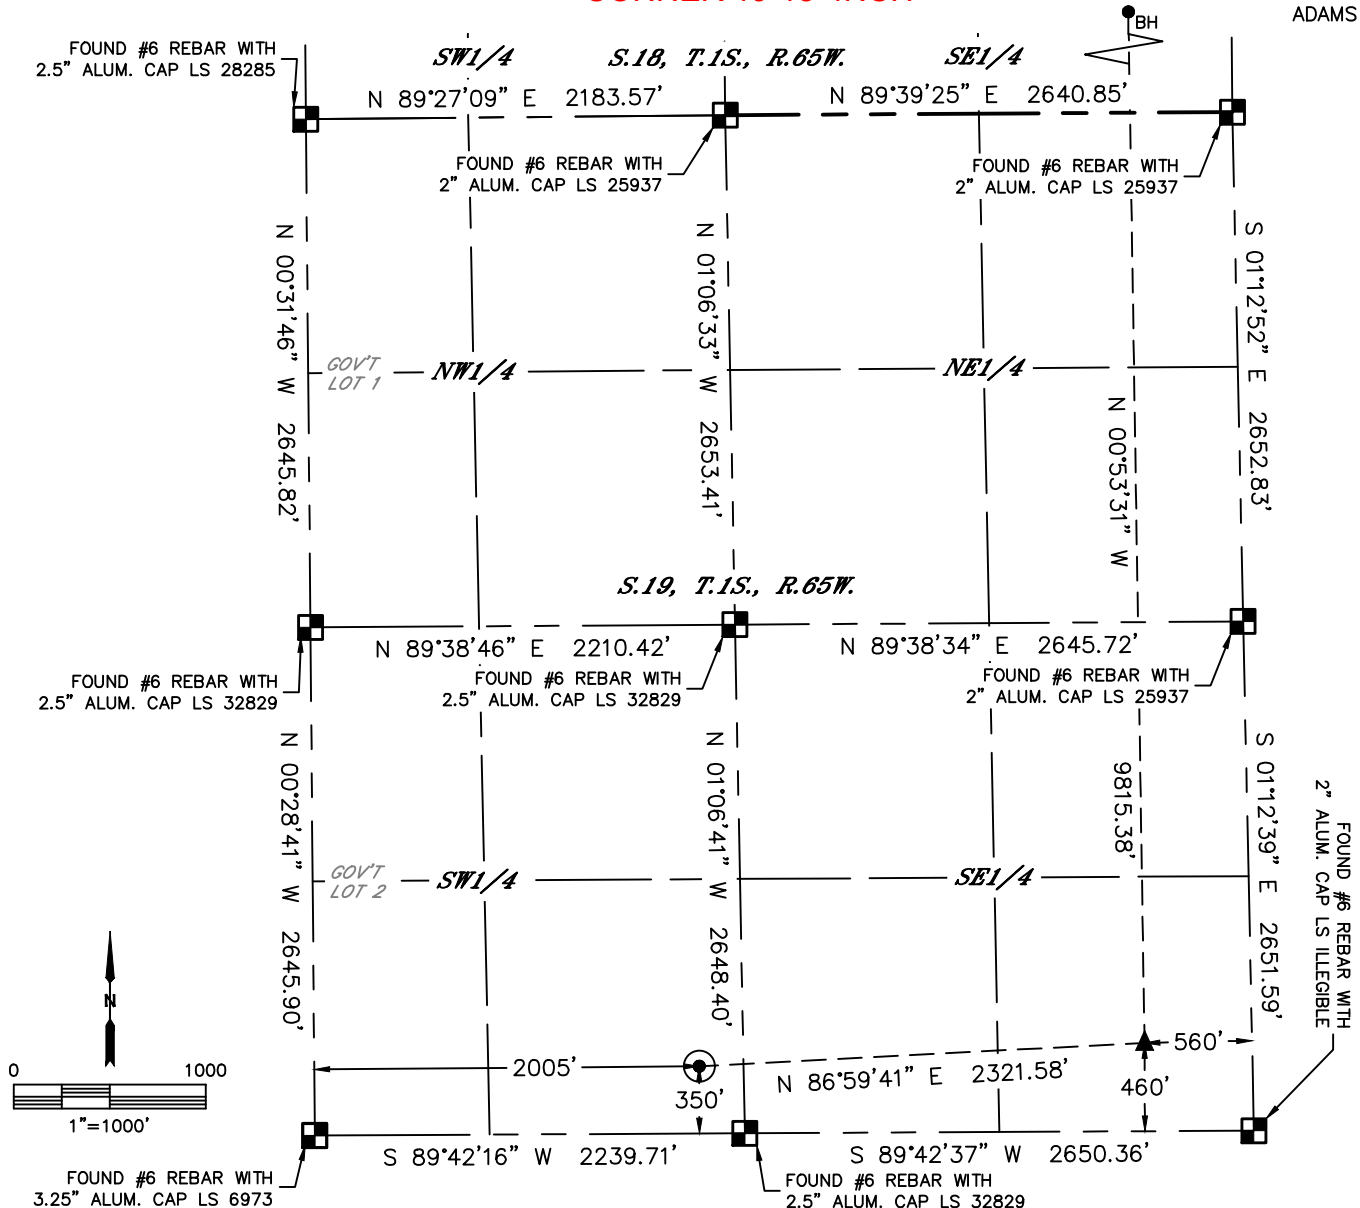 ADAMS
BH
FOUND #6 REBAR WITH
2.5" ALUM. CAP LS 28285
SW1/4
S.18, T.1S., R.65W.
SE1/4
N 89°27'09" E 2183.57'
N 89°39'25" E 2640.85'
FOUND #6 REBAR WITH
2" ALUM. CAP LS 25937
FOUND #6 REBAR WITH
2" ALUM. CAP LS 25937
N 00°31'46" W 2645.82'
N 01°06'33" W 2653.41'
S 01°12'52" E 2652.83'
GOV'T
LOT 1
NW1/4
NE1/4
N 00°53'31" W
9815.38'
S.19, T.1S., R.65W.
N 89°38'46" E 2210.42'
N 89°38'34" E 2645.72'
FOUND #6 REBAR WITH
2.5" ALUM. CAP LS 32829
FOUND #6 REBAR WITH
2.5" ALUM. CAP LS 32829
FOUND #6 REBAR WITH
2" ALUM. CAP LS 25937
N 00°28'41" W 2645.90'
N 01°06'41" W 2648.40'
S 01°12'39" E 2651.59'
FOUND #6 REBAR WITH
2" ALUM. CAP LS ILLEGIBLE
GOV'T
LOT 2
SW1/4
SE1/4
N
0 1000
1"=1000'
2005'
350'
N 86°59'41" E 2321.58'
560'
460'
S 89°42'16" W 2239.71'
S 89°42'37" W 2650.36'
FOUND #6 REBAR WITH
3.25" ALUM. CAP LS 6973
FOUND #6 REBAR WITH
2.5" ALUM. CAP LS 32829